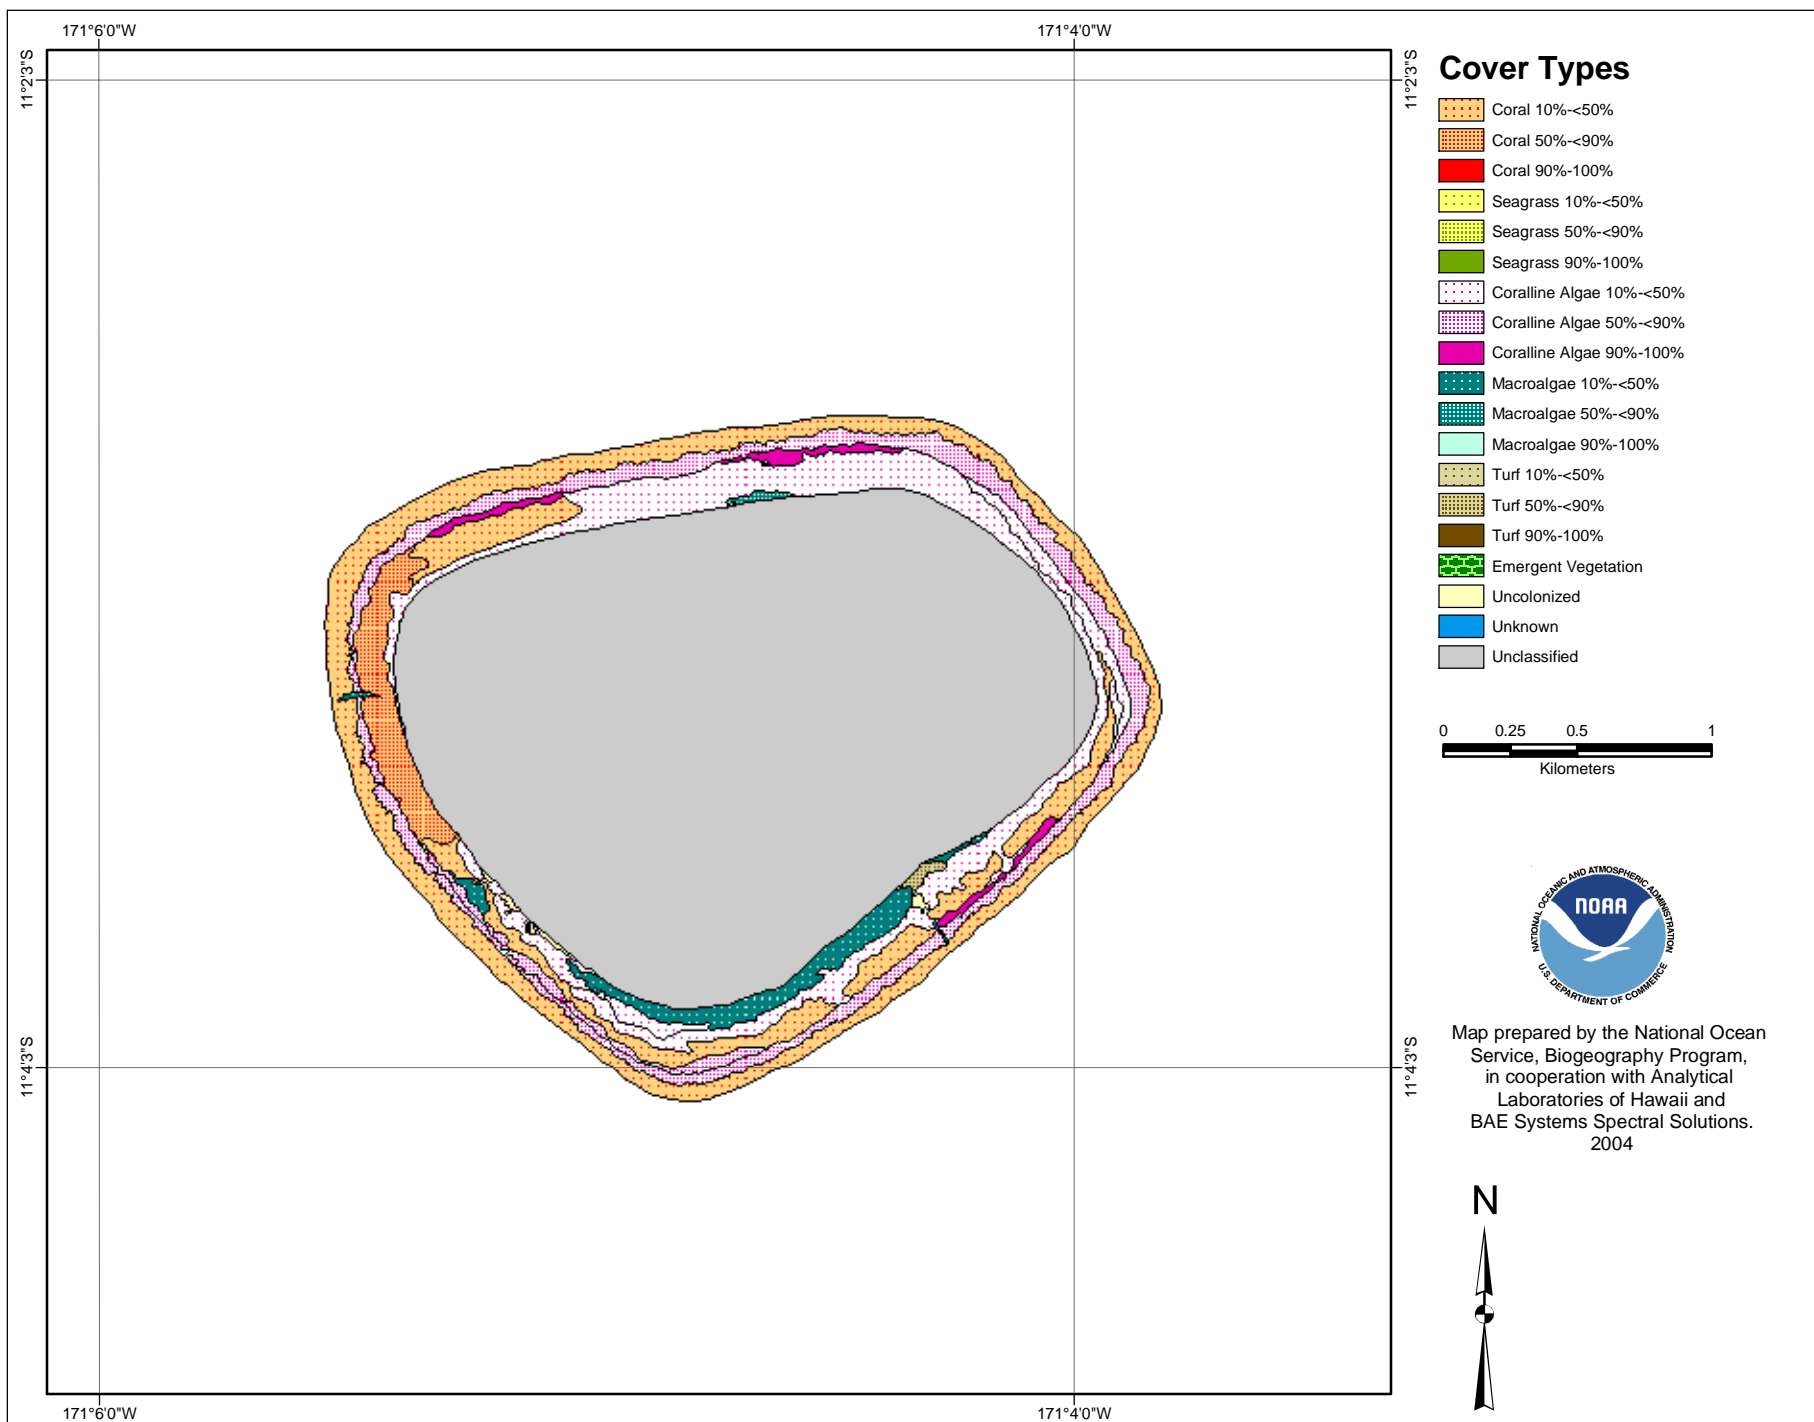 171°6'0"W
171°4'0"W
11°2'3"S
11°2'3"S
Cover Types
Coral 10%-<50%
Coral 50%-<90%
Coral 90%-100%
Seagrass 10%-<50%
Seagrass 50%-<90%
Seagrass 90%-100%
Coralline Algae 10%-<50%
Coralline Algae 50%-<90%
Coralline Algae 90%-100%
Macroalgae 10%-<50%
Macroalgae 50%-<90%
Macroalgae 90%-100%
Turf 10%-<50%
Turf 50%-<90%
Turf 90%-100%
Emergent Vegetation
Uncolonized
Unknown
Unclassified
0 0.25 0.5 1
Kilometers
NATIONAL OCEANIC AND ATMOSPHERIC ADMINISTRATION
NOAA
U.S. DEPARTMENT OF COMMERCE
Map prepared by the National Ocean
Service, Biogeography Program,
in cooperation with Analytical
Laboratories of Hawaii and
BAE Systems Spectral Solutions.
2004
11°4'3"S
11°4'3"S
N
171°6'0"W
171°4'0"W